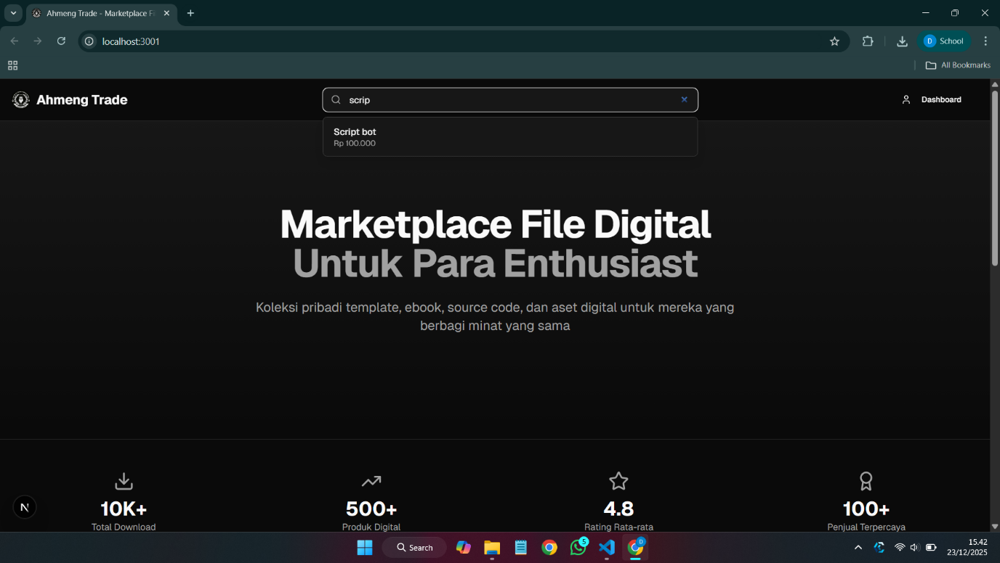 Ahmeng Trade - Marketplace Fi
localhost:3001
D
School
All Bookmarks
Ahmeng Trade
scrip
Dashboard
Script bot
Rp 100.000
Marketplace File Digital
Untuk Para Enthusiast
Koleksi pribadi template, ebook, source code, dan aset digital untuk mereka yang
berbagi minat yang sama
N
10K+
500+
4.8
100+
Total Download
Produk Digital
Rating Rata-rata
Penjual Terpercaya
Search
5
D
15.42
23/12/2025